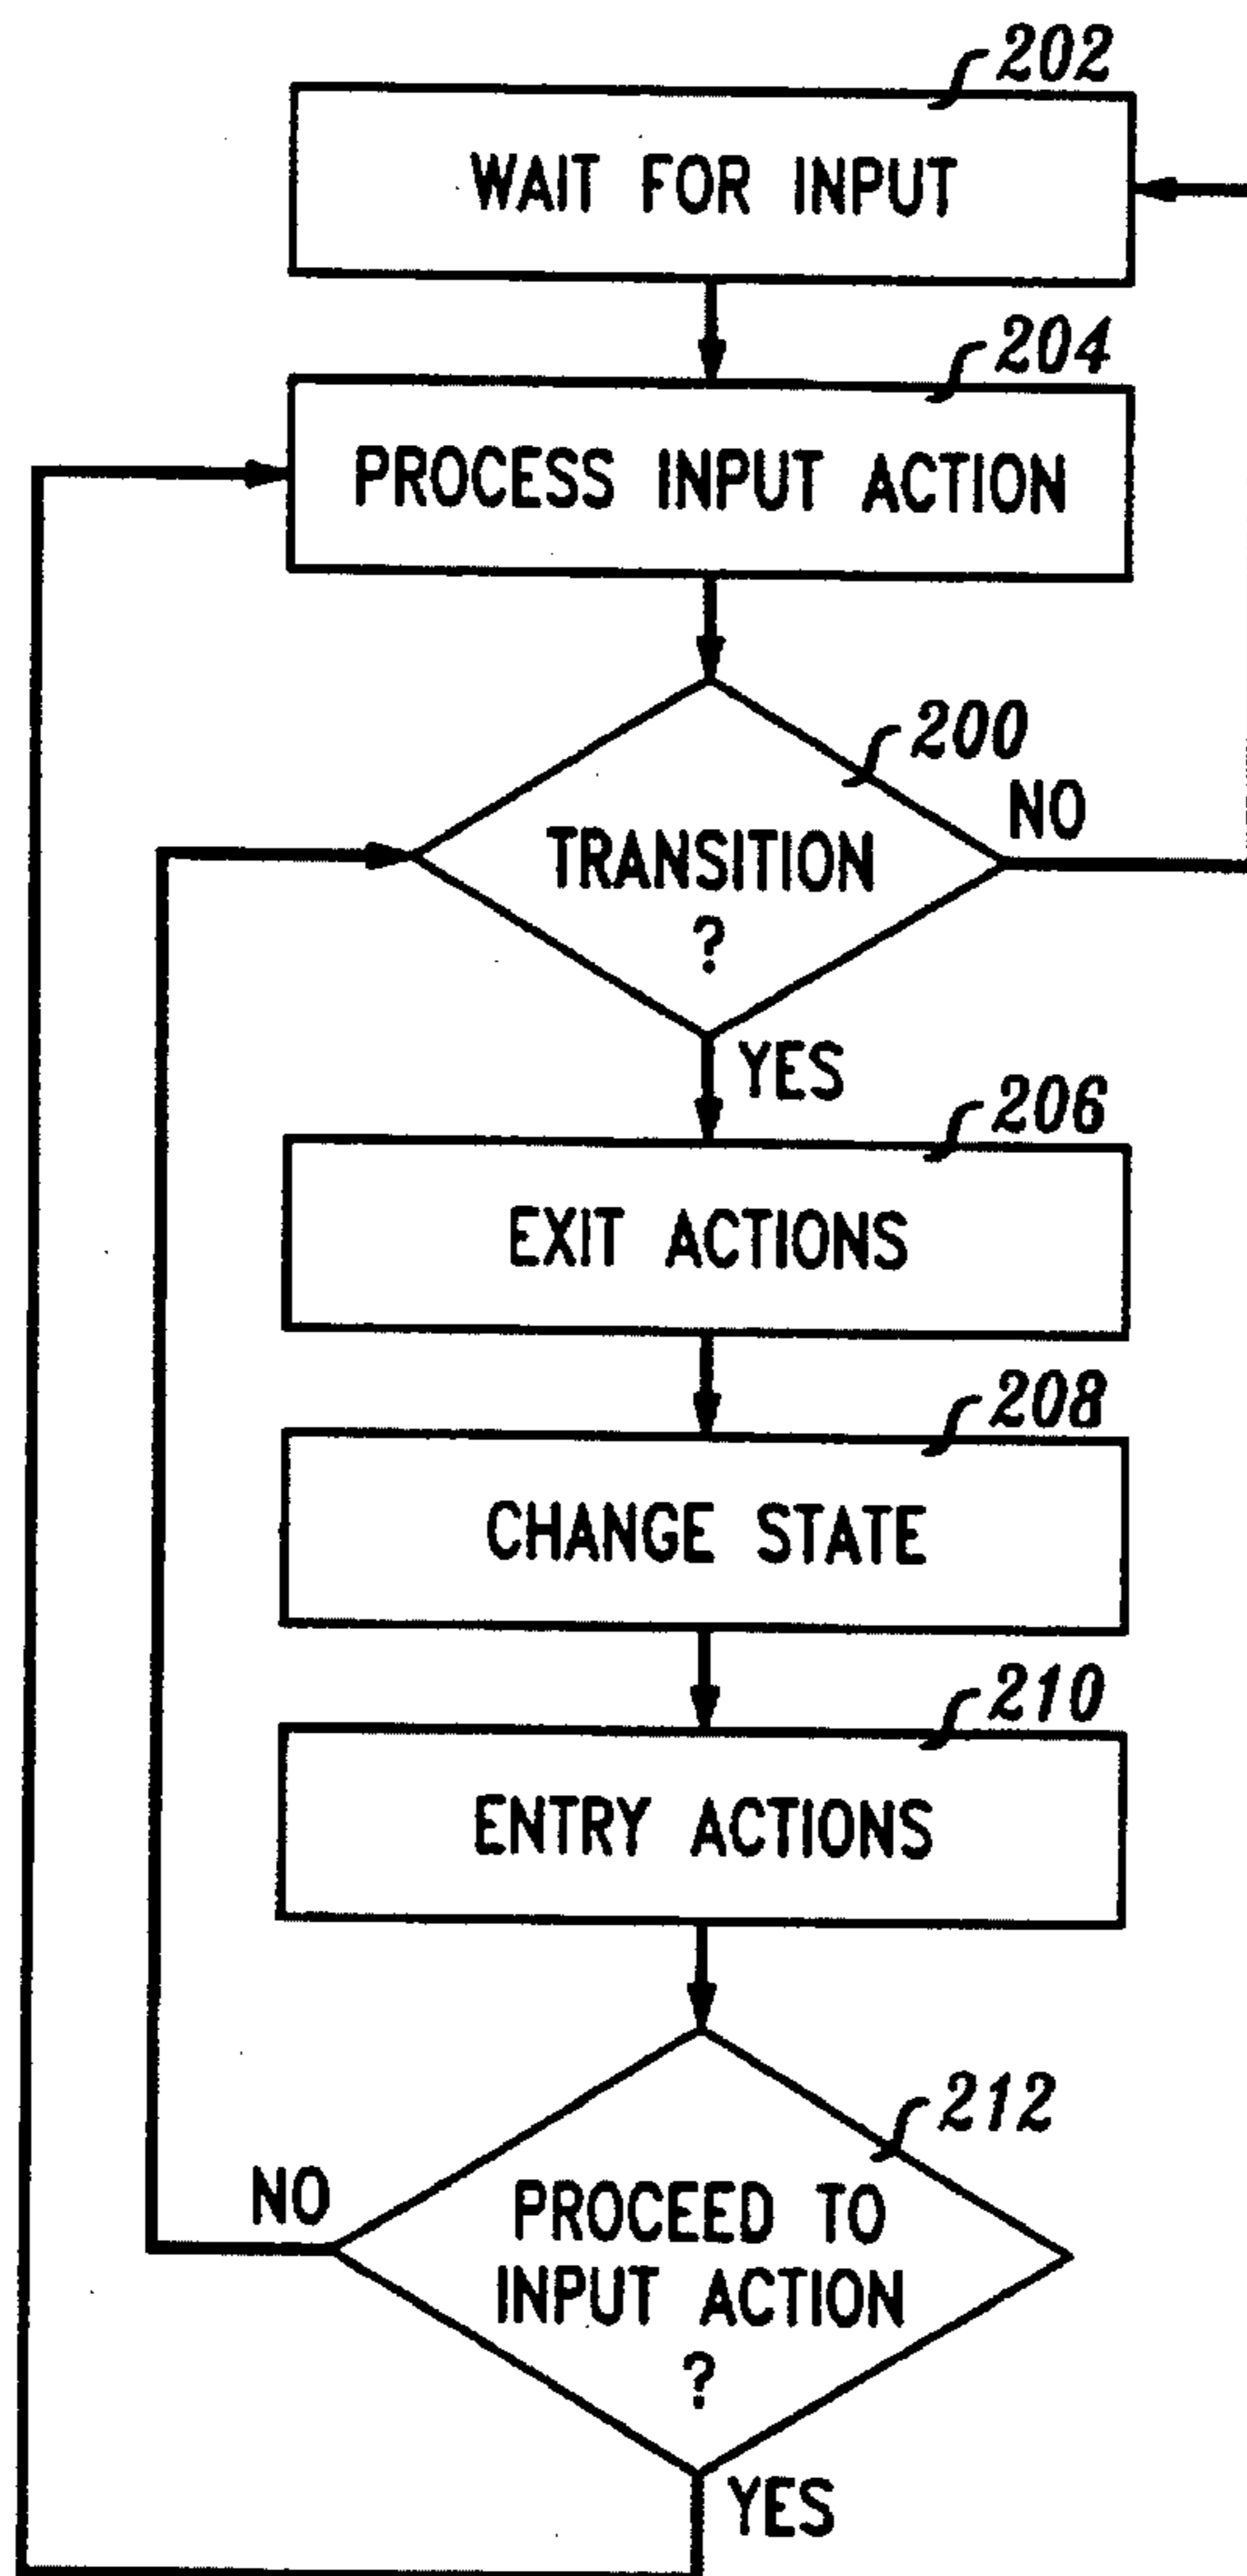 202
WAIT FOR INPUT
204
PROCESS INPUT ACTION
200
NO
TRANSITION
?
YES
206
EXIT ACTIONS
208
CHANGE STATE
210
ENTRY ACTIONS
212
NO
PROCEED TO
INPUT ACTION
?
YES